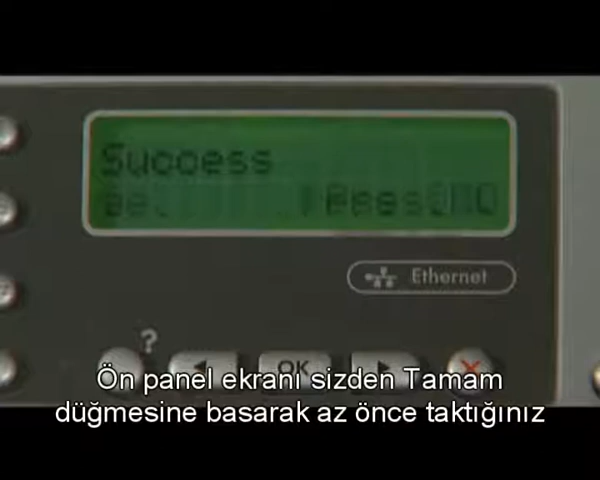 Success
Ethernet
?
OK
Ön panel ekranı sizden Tamam
düğmesine basarak az önce taktığınız